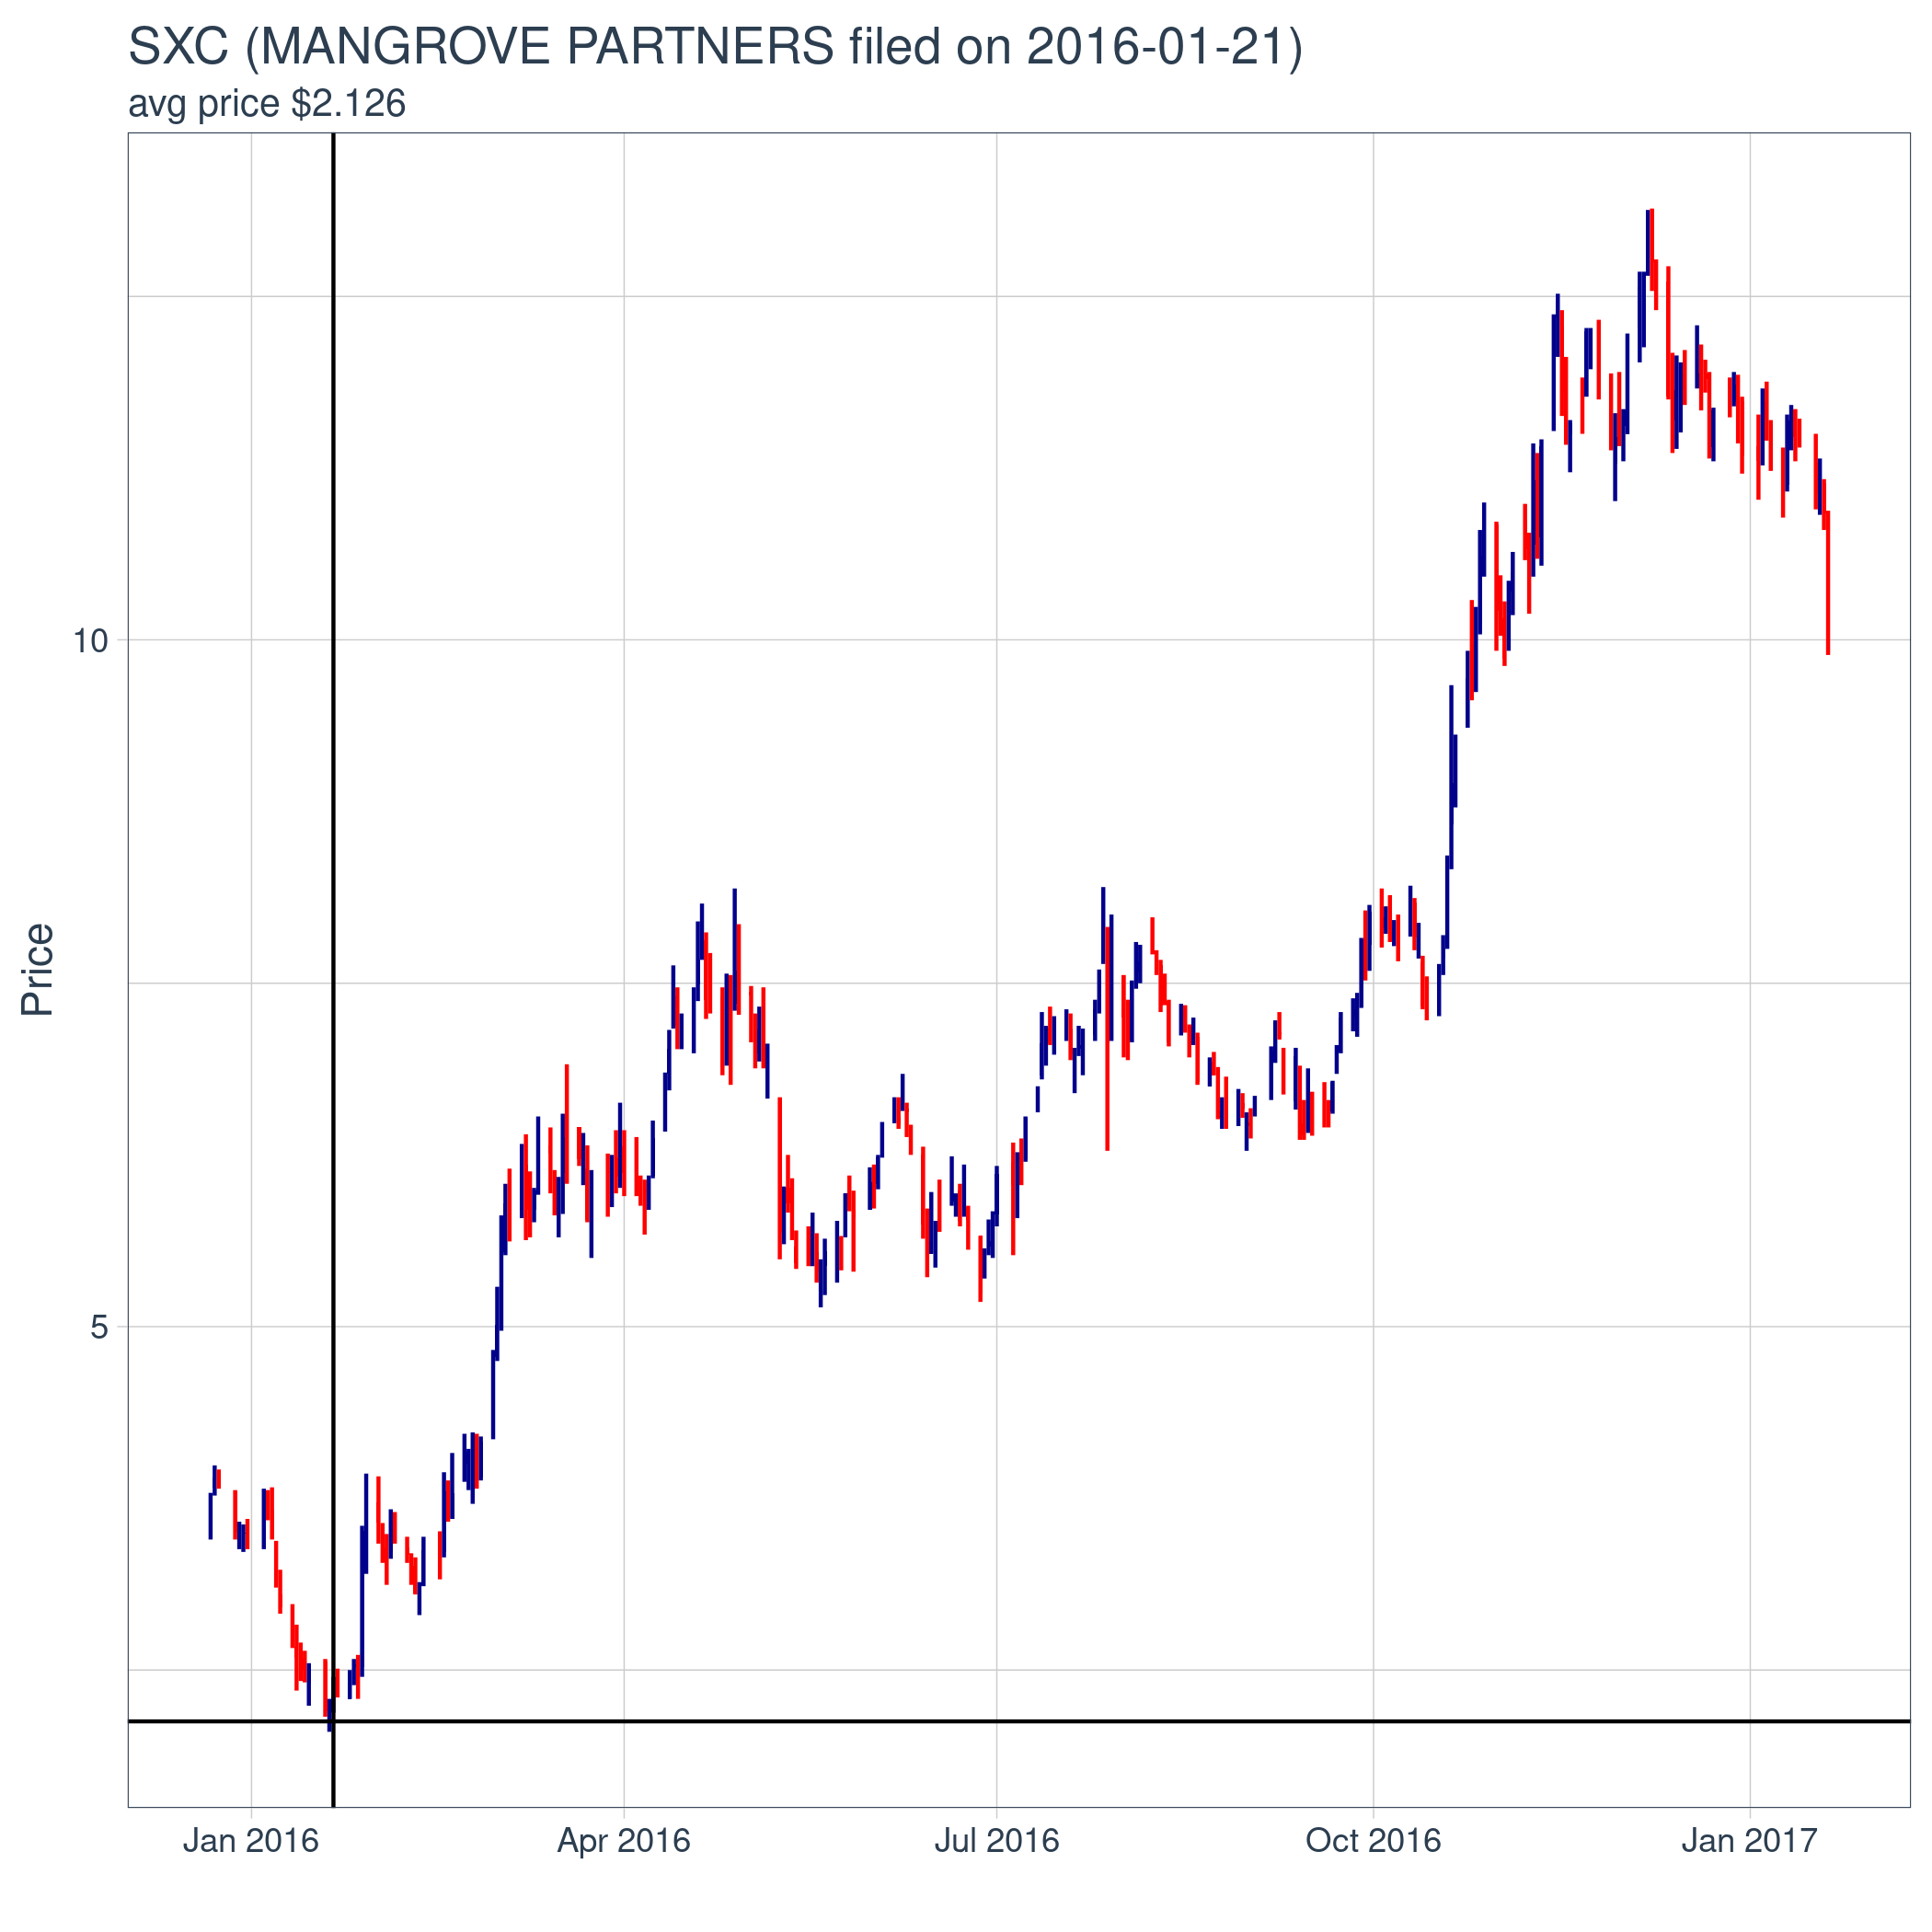 SXC (MANGROVE PARTNERS filed on 2016-01-21)
avg price $2.126
Price
10
5
Jan 2016
Apr 2016
Jul 2016
Oct 2016
Jan 2017